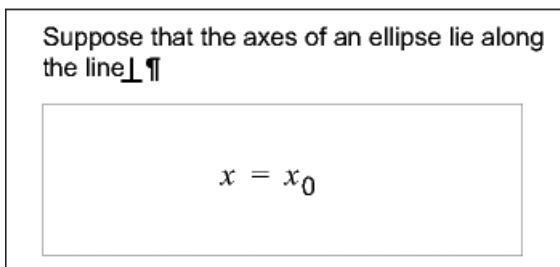 Suppose that the axes of an ellipse lie along
the line⊥ ¶
x = x₀